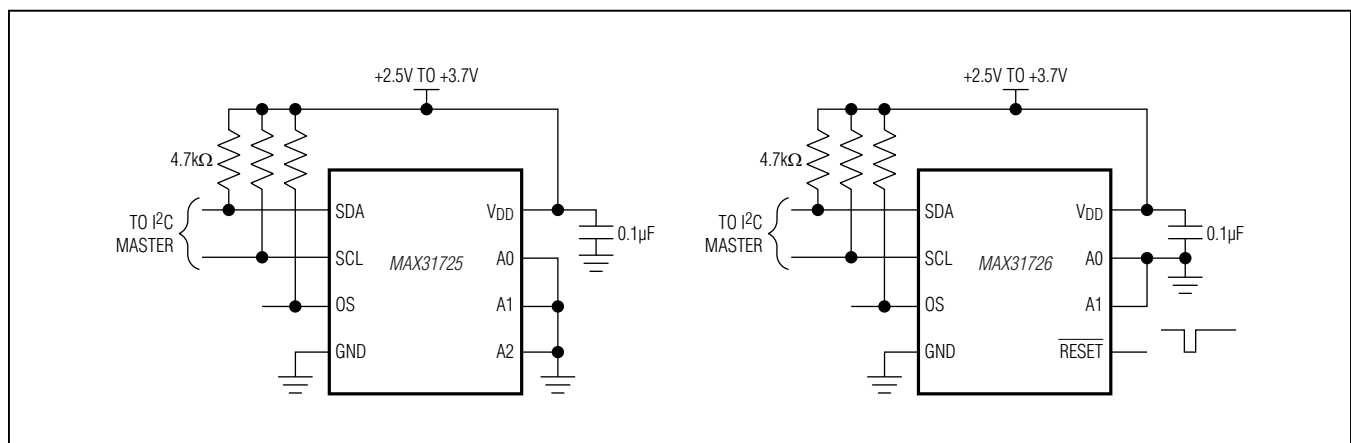 +2.5V TO +3.7V
4.7kΩ
TO I²C
MASTER
SDA
SCL
OS
GND
MAX31725
VDD
A0
A1
A2
0.1µF
+2.5V TO +3.7V
4.7kΩ
TO I²C
MASTER
SDA
SCL
OS
GND
MAX31726
VDD
A0
A1
RESET
0.1µF